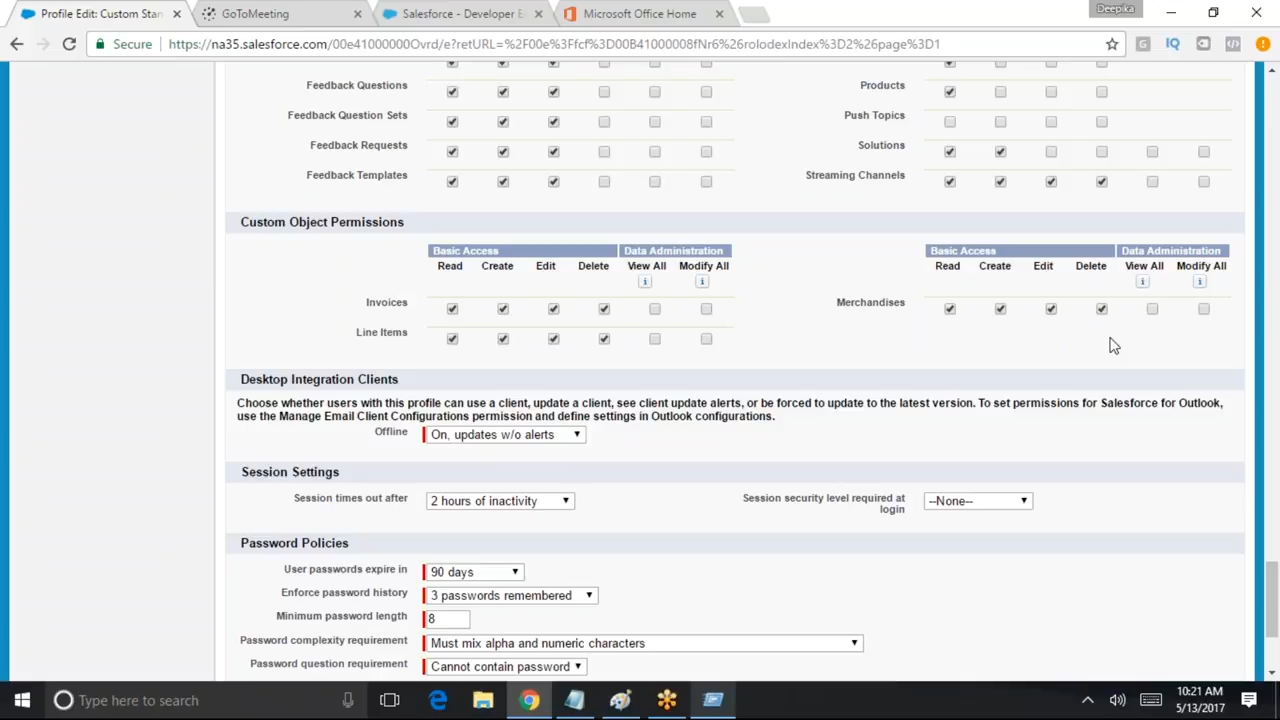 Profile Edit: Custom Stan
GoToMeeting
Salesforce - Developer E
Microsoft Office Home
Deepika
Secure
https://na35.salesforce.com/00e41000000Ovrd/e?retURL=%2F00e%3Ffcf%3D00B41000008fNr6%26rolodexIndex%3D2%26page%3D1
Feedback Questions
Products
Feedback Question Sets
Push Topics
Feedback Requests
Solutions
Feedback Templates
Streaming Channels
Custom Object Permissions
Basic Access Data Administration
Basic Access Data Administration
Read Create Edit Delete View All Modify All
Read Create Edit Delete View All Modify All
Invoices
Merchandises
Line Items
Desktop Integration Clients
Choose whether users with this profile can use a client, update a client, see client update alerts, or be forced to update to the latest version. To set permissions for Salesforce for Outlook,
use the Manage Email Client Configurations permission and define settings in Outlook configurations.
Offline On, updates w/o alerts
Session Settings
Session times out after 2 hours of inactivity
Session security level required at
login
--None--
Password Policies
User passwords expire in 90 days
Enforce password history 3 passwords remembered
Minimum password length 8
Password complexity requirement Must mix alpha and numeric characters
Password question requirement Cannot contain password
Type here to search
10:21 AM
5/13/2017